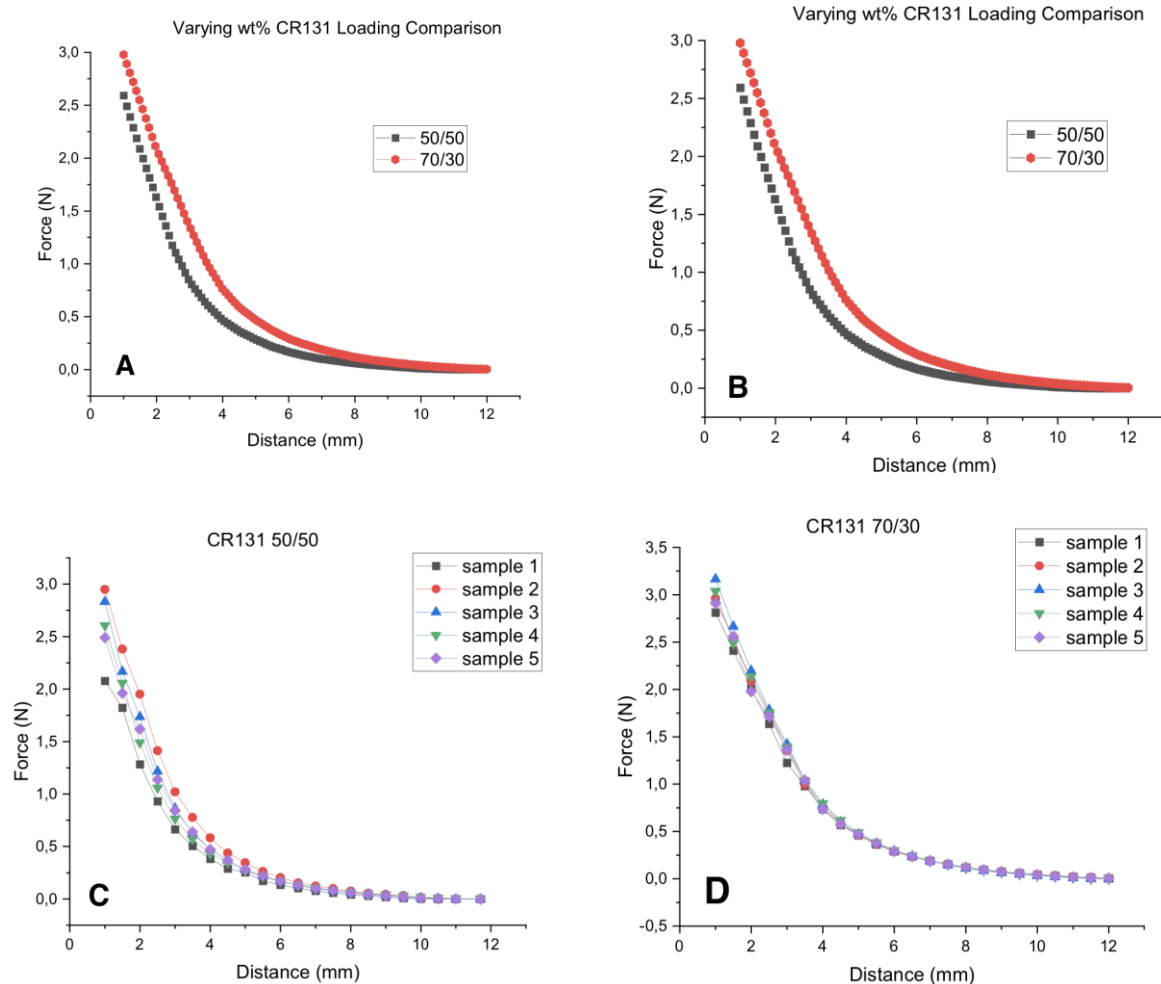 Varying wt% CR131 Loading Comparison
3,0
2,5
2,0
1,5
1,0
0,5
0,0
Force (N)
50/50
70/30
A
0
2
4
6
8
10
12
Distance (mm)
Varying wt% CR131 Loading Comparison
3,0
2,5
2,0
1,5
1,0
0,5
0,0
Force (N)
50/50
70/30
B
0
2
4
6
8
10
12
Distance (mm)
CR131 50/50
3,0
2,5
2,0
1,5
1,0
0,5
0,0
Force (N)
sample 1
sample 2
sample 3
sample 4
sample 5
C
0
2
4
6
8
10
12
Distance (mm)
CR131 70/30
3,5
3,0
2,5
2,0
1,5
1,0
0,5
0,0
-0,5
Force (N)
sample 1
sample 2
sample 3
sample 4
sample 5
D
0
2
4
6
8
10
12
Distance (mm)